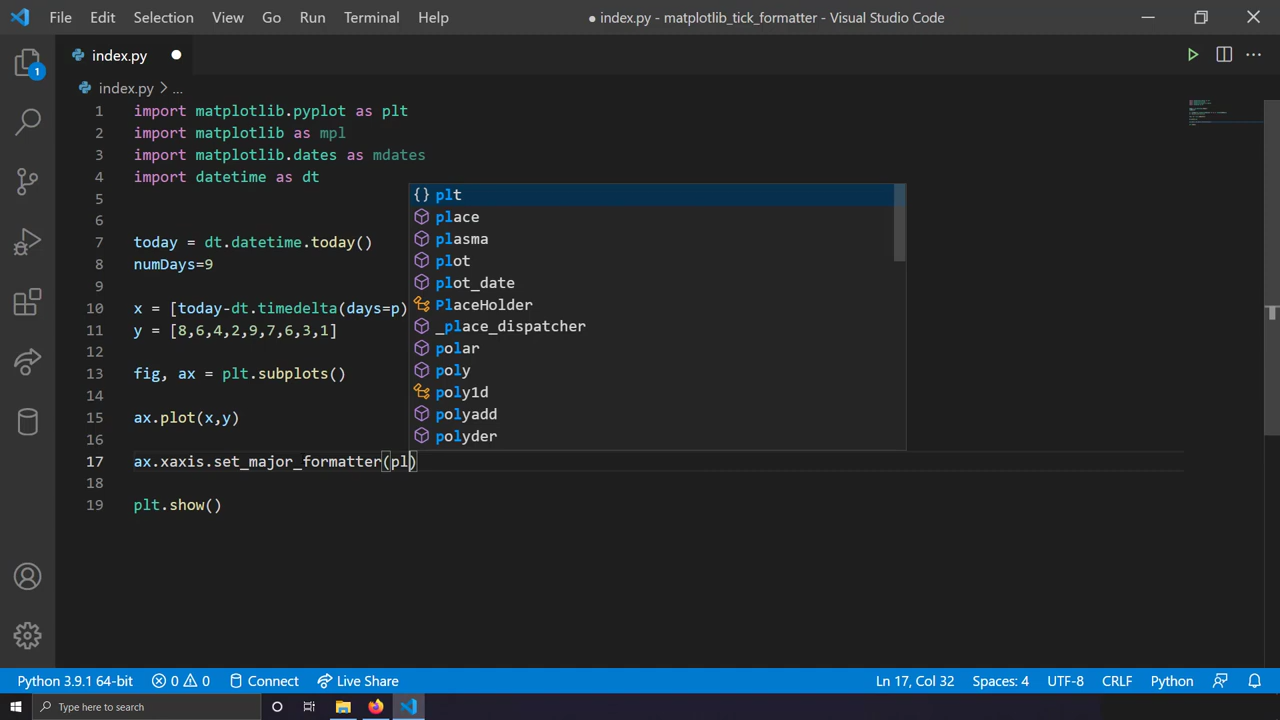 File Edit Selection View Go Run Terminal Help ● index.py - matplotlib_tick_formatter - Visual Studio Code
1
index.py
index.py > ...
1 import matplotlib.pyplot as plt
2 import matplotlib as mpl
3 import matplotlib.dates as mdates
4 import datetime as dt
5
6
7 today = dt.datetime.today()
8 numDays=9
9
10 x = [today-dt.timedelta(days=p)
11 y = [8,6,4,2,9,7,6,3,1]
12
13 fig, ax = plt.subplots()
14
15 ax.plot(x,y)
16
17 ax.xaxis.set_major_formatter(pl)
18
19 plt.show()
{} plt
place
plasma
plot
plot_date
PlaceHolder
_place_dispatcher
polar
poly
poly1d
polyadd
polyder
Python 3.9.1 64-bit 0 0 Connect Live Share Ln 17, Col 32 Spaces: 4 UTF-8 CRLF Python
Type here to search